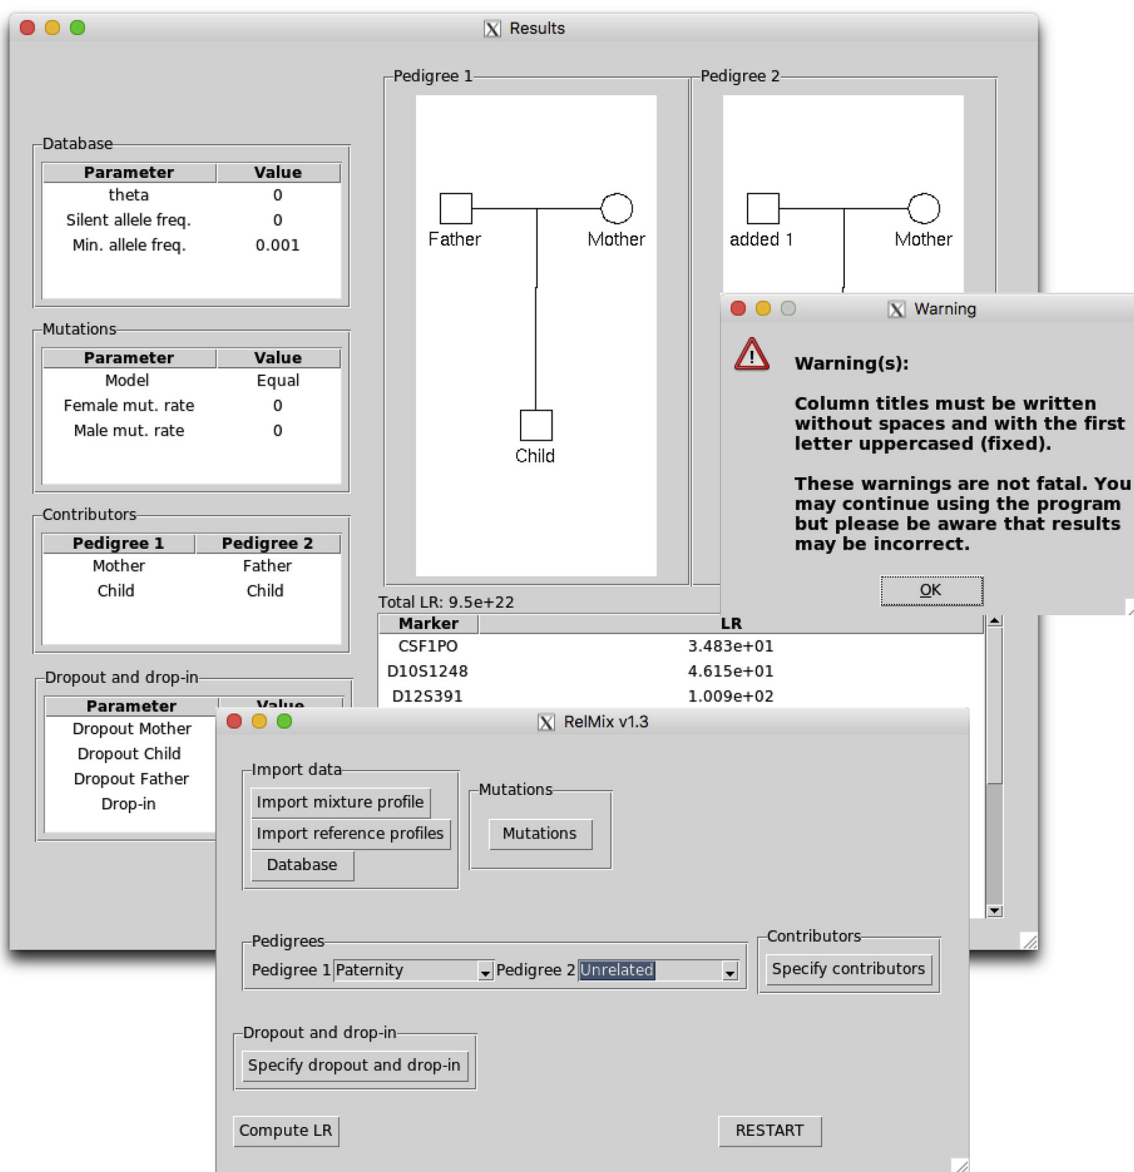 Results
Pedigree 1
Father
Mother
Child
Pedigree 2
added 1
Mother
Database
Parameter Value
theta 0
Silent allele freq. 0
Min. allele freq. 0.001
Mutations
Parameter Value
Model Equal
Female mut. rate 0
Male mut. rate 0
Contributors
Pedigree 1 Pedigree 2
Mother Father
Child Child
Dropout and drop-in
Parameter Value
Dropout Mother
Dropout Child
Dropout Father
Drop-in
Total LR: 9.5e+22
Marker LR
CSF1PO 3.483e+01
D10S1248 4.615e+01
D12S391 1.009e+02
Warning
Warning(s):
Column titles must be written
without spaces and with the first
letter uppercased (fixed).
These warnings are not fatal. You
may continue using the program
but please be aware that results
may be incorrect.
OK
RelMix v1.3
Import data
Import mixture profile
Import reference profiles
Database
Mutations
Mutations
Pedigrees
Pedigree 1 Paternity Pedigree 2 Unrelated
Contributors
Specify contributors
Dropout and drop-in
Specify dropout and drop-in
Compute LR
RESTART